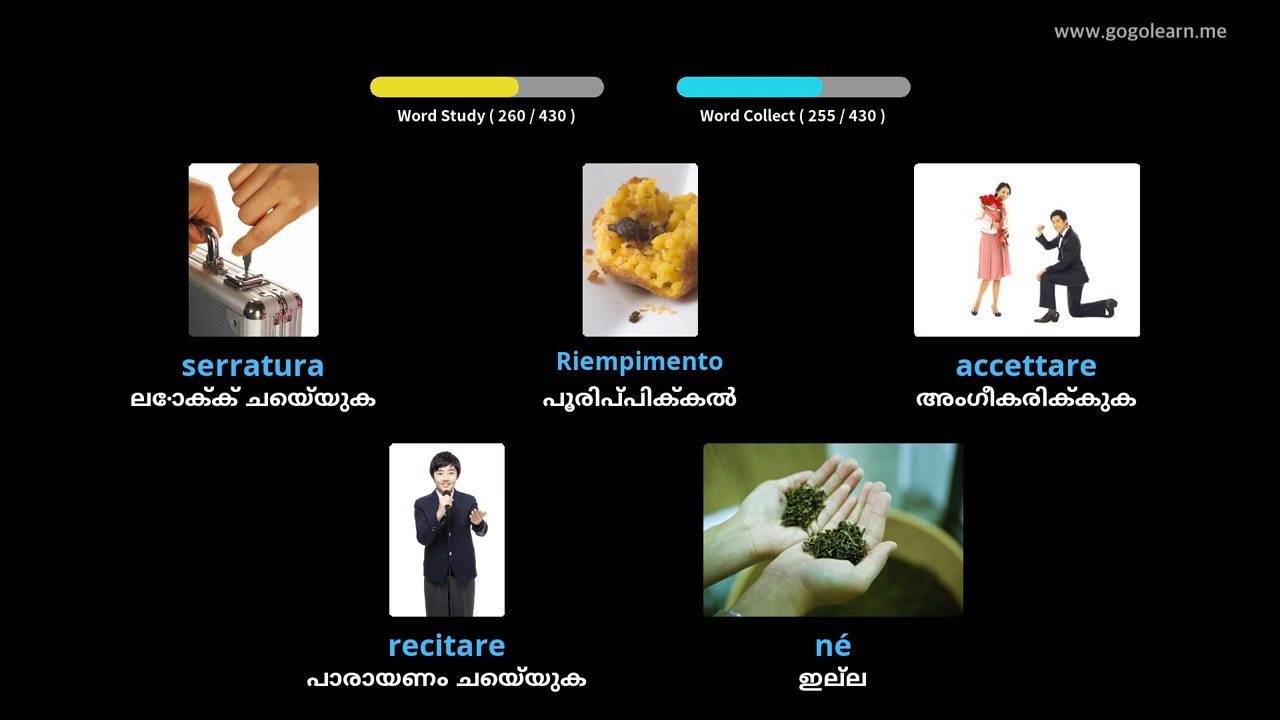 www.gogolearn.me
Word Study ( 260 / 430 )
Word Collect ( 255 / 430 )
serratura
ലോക്ക് ചെയ്യുക
Riempimento
പൂരിപ്പിക്കൽ
accettare
അംഗീകരിക്കുക
recitare
പാരായണം ചെയ്യുക
né
ഇല്ല